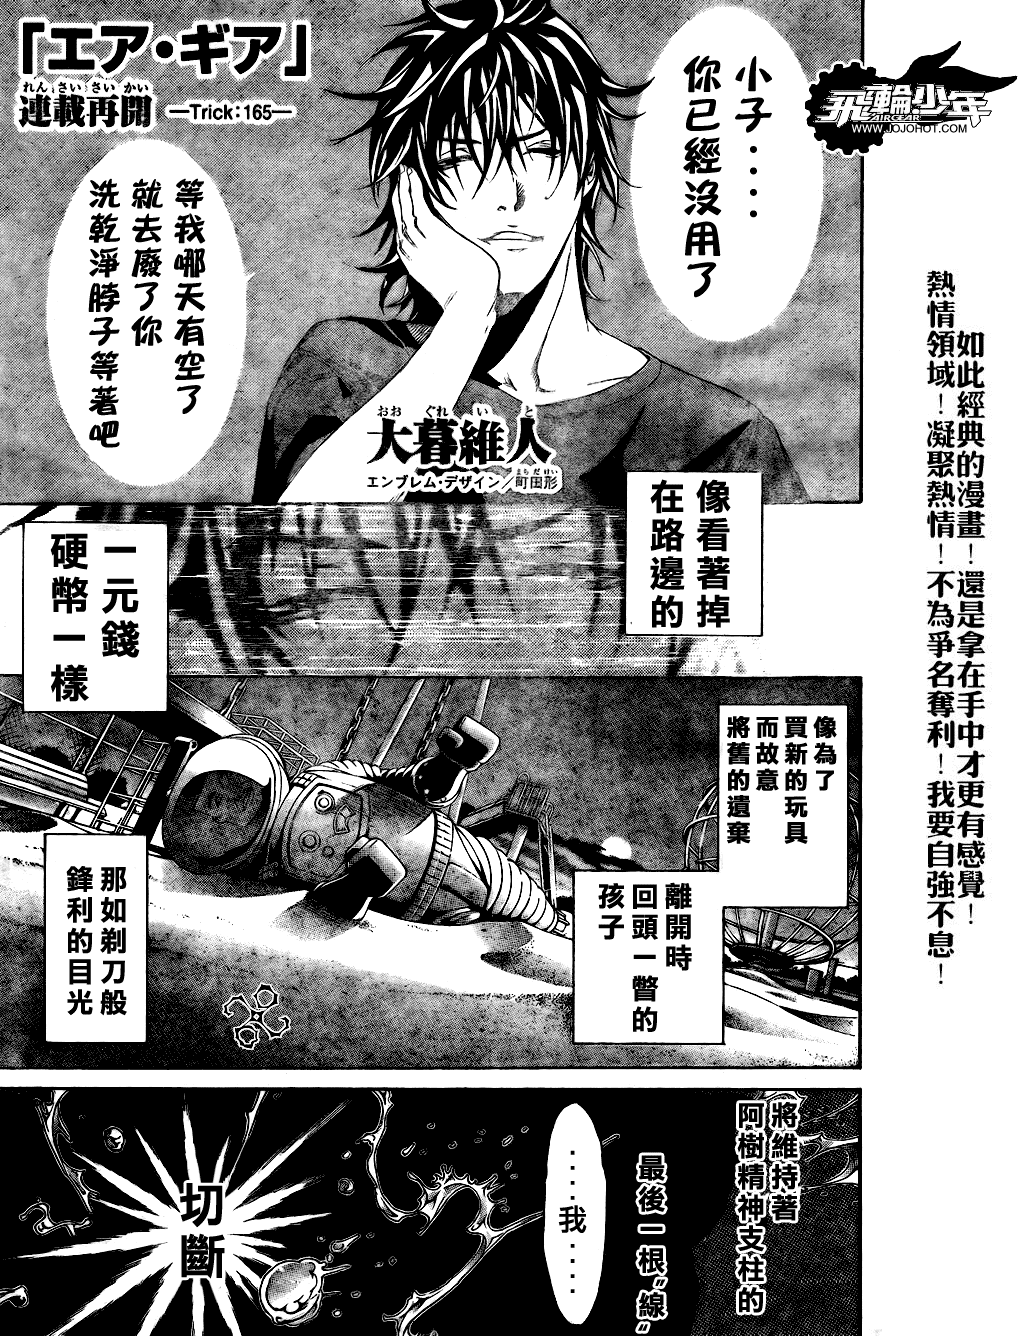 「エア・ギア」
れんさいさいかい
連載再開
—Trick:165—
飛輪少年
AIRGEAR
WWW.JOJOHOT.COM
小子····
你已經沒用了
等我哪天有空了
就去廢了你
洗乾淨脖子等著吧
おおぐれいと
大暮維人
エンブレム・デザイン／町田形
まちだけい
如此經典的漫畫！還是拿在手中才更有感覺！
熱情領域！凝聚熱情！不為爭名奪利！我要自強不息！
像看著掉
在路邊的
一元錢
硬幣一樣
像為了
買新的玩具
而故意
將舊的遺棄
離開時
回頭一瞥的
孩子
那如剃刀般
鋒利的目光
將維持著
阿樹精神支柱的
最後一根〝線〞
····我····
切斷